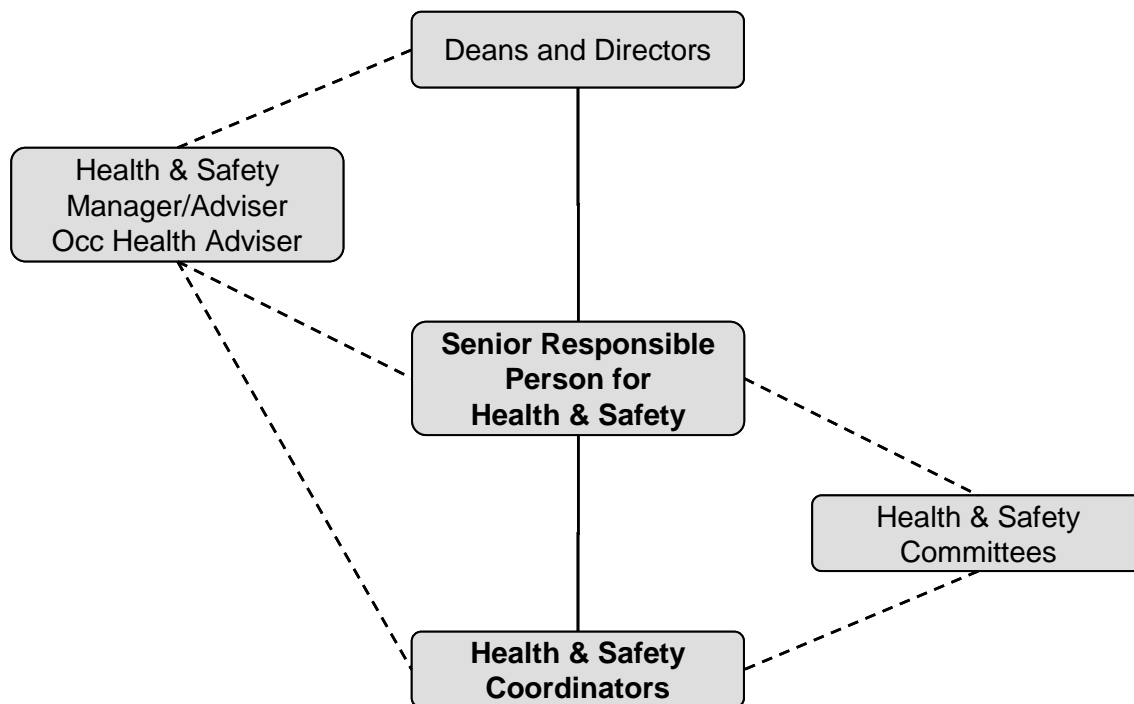 Deans and Directors
Health & Safety
Manager/Adviser
Occ Health Adviser
Senior Responsible
Person for
Health & Safety
Health & Safety
Committees
Health & Safety
Coordinators